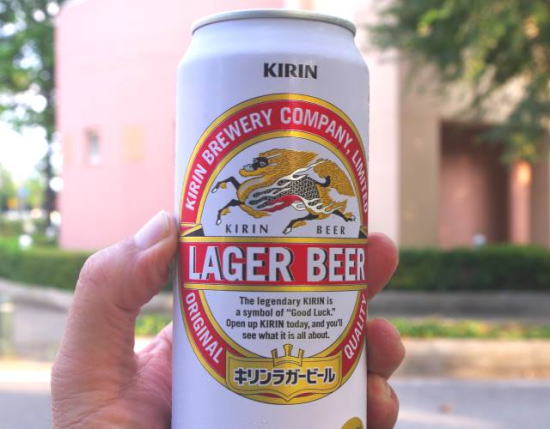 KIRIN
KIRIN BREWERY COMPANY, LIMITED
KIRIN BEER
LAGER BEER
The legendary KIRIN is
a symbol of "Good Luck."
Open up KIRIN today, and you'll
see what it is all about.
ORIGINAL QUALITY
キリンラガービール